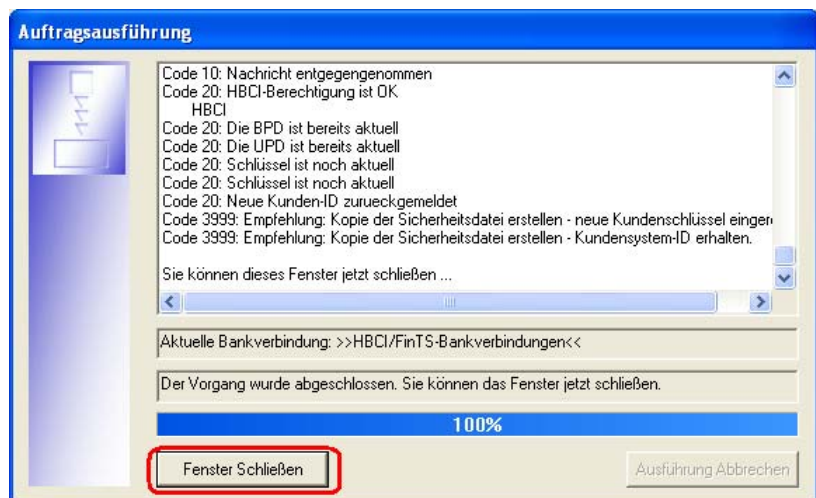 Auftragsausführung
Code 10: Nachricht entgegengenommen
Code 20: HBCI-Berechtigung ist OK
HBCI
Code 20: Die BPD ist bereits aktuell
Code 20: Die UPD ist bereits aktuell
Code 20: Schlüssel ist noch aktuell
Code 20: Schlüssel ist noch aktuell
Code 20: Neue Kunden-ID zurueckgemeldet
Code 3999: Empfehlung: Kopie der Sicherheitsdatei erstellen - neue Kundenschlüssel eingere
Code 3999: Empfehlung: Kopie der Sicherheitsdatei erstellen - Kundensystem-ID erhalten.
Sie können dieses Fenster jetzt schließen ...
Aktuelle Bankverbindung: >>HBCI/FinTS-Bankverbindungen<<
Der Vorgang wurde abgeschlossen. Sie können das Fenster jetzt schließen.
100%
Fenster Schließen
Ausführung Abbrechen